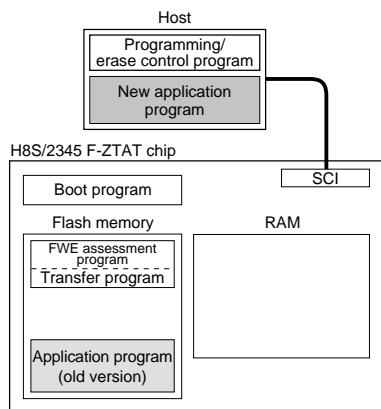 Host
Programming/
erase control program
New application
program
H8S/2345 F-ZTAT chip
SCI
Boot program
Flash memory
RAM
FWE assessment
program
Transfer program
Application program
(old version)